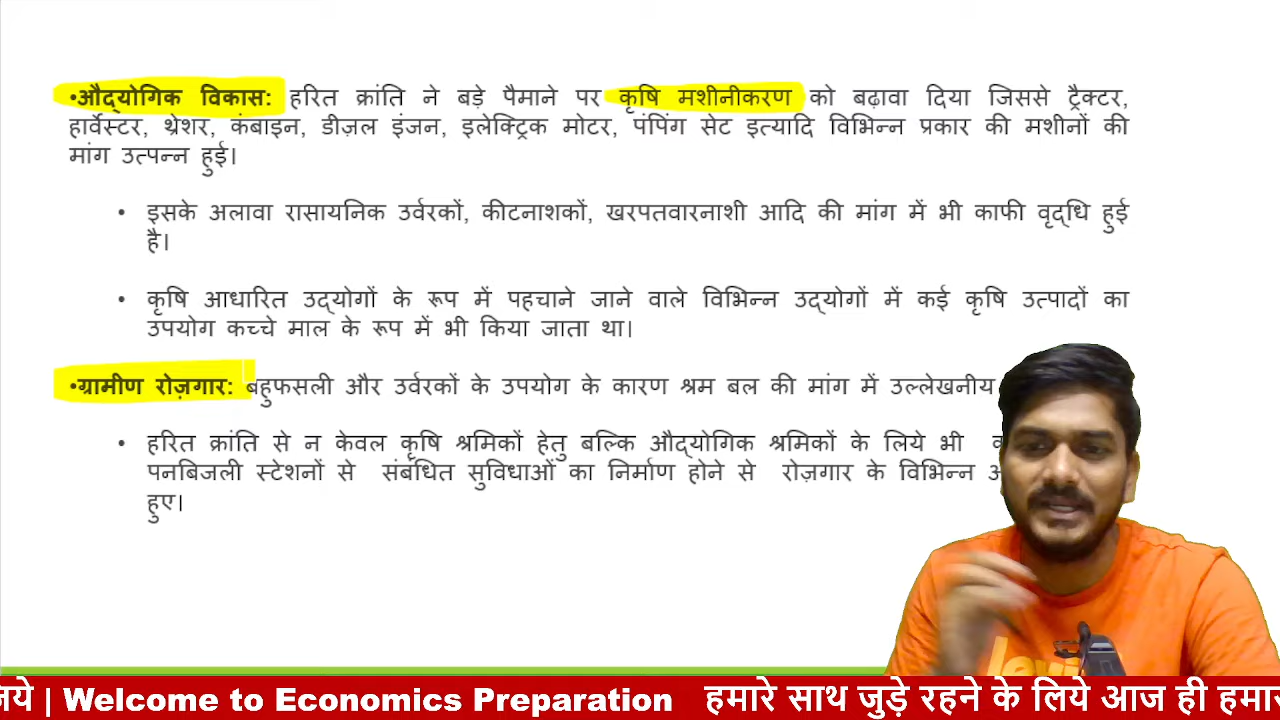 •औद्योगिक विकास: हरित क्रांति ने बड़े पैमाने पर कृषि मशीनीकरण को बढ़ावा दिया जिससे ट्रैक्टर,
हार्वेस्टर, थ्रेशर, कंबाइन, डीज़ल इंजन, इलेक्ट्रिक मोटर, पंपिंग सेट इत्यादि विभिन्न प्रकार की मशीनों की
मांग उत्पन्न हुई।
• इसके अलावा रासायनिक उर्वरकों, कीटनाशकों, खरपतवारनाशी आदि की मांग में भी काफी वृद्धि हुई
है।
• कृषि आधारित उद्योगों के रूप में पहचाने जाने वाले विभिन्न उद्योगों में कई कृषि उत्पादों का
उपयोग कच्चे माल के रूप में भी किया जाता था।
•ग्रामीण रोज़गार: बहुफसली और उर्वरकों के उपयोग के कारण श्रम बल की मांग में उल्लेखनीय
• हरित क्रांति से न केवल कृषि श्रमिकों हेतु बल्कि औद्योगिक श्रमिकों के लिये भी
पनबिजली स्टेशनों से संबंधित सुविधाओं का निर्माण होने से रोज़गार के विभिन्न
हुए।
| Welcome to Economics Preparation हमारे साथ जुड़े रहने के लिये आज ही